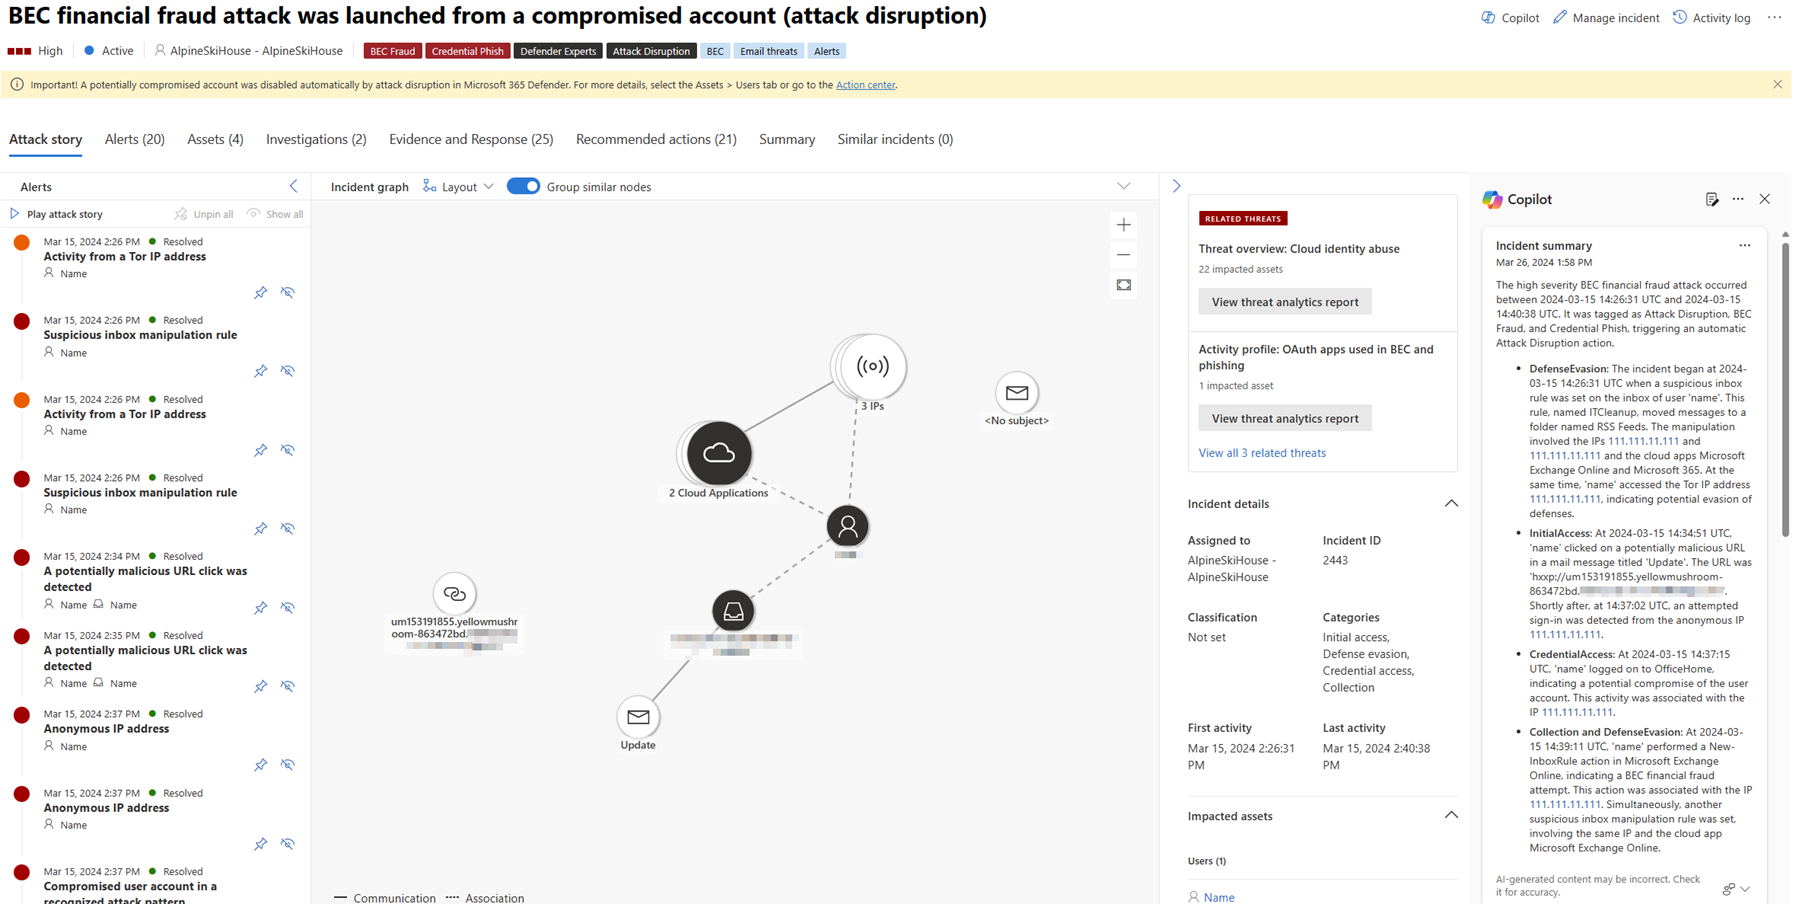 BEC financial fraud attack was launched from a compromised account (attack disruption)
Copilot
Manage incident
Activity log
High
Active
AlpineSkiHouse - AlpineSkiHouse
BEC Fraud
Credential Phish
Defender Experts
Attack Disruption
BEC
Email threats
Alerts
Important! A potentially compromised account was disabled automatically by attack disruption in Microsoft 365 Defender. For more details, select the Assets > Users tab or go to the Action center.
Attack story
Alerts (20)
Assets (4)
Investigations (2)
Evidence and Response (25)
Recommended actions (21)
Summary
Similar incidents (0)
Alerts
Play attack story
Unpin all
Show all
Mar 15, 2024 2:26 PM Resolved
Activity from a Tor IP address
Name
Mar 15, 2024 2:26 PM Resolved
Suspicious inbox manipulation rule
Name
Mar 15, 2024 2:26 PM Resolved
Activity from a Tor IP address
Name
Mar 15, 2024 2:26 PM Resolved
Suspicious inbox manipulation rule
Name
Mar 15, 2024 2:34 PM Resolved
A potentially malicious URL click was
detected
Name Name
Mar 15, 2024 2:35 PM Resolved
A potentially malicious URL click was
detected
Name Name
Mar 15, 2024 2:37 PM Resolved
Anonymous IP address
Name
Mar 15, 2024 2:37 PM Resolved
Anonymous IP address
Name
Mar 15, 2024 2:37 PM Resolved
Compromised user account in a
recognized attack pattern
Incident graph
Layout
Group similar nodes
3 IPs
<No subject>
2 Cloud Applications
um153191855.yellowmushr
oom-863472bd.
Update
Communication
Association
RELATED THREATS
Threat overview: Cloud identity abuse
22 impacted assets
View threat analytics report
Activity profile: OAuth apps used in BEC and
phishing
1 impacted asset
View threat analytics report
View all 3 related threats
Incident details
Assigned to
AlpineSkiHouse -
AlpineSkiHouse
Incident ID
2443
Classification
Not set
Categories
Initial access,
Defense evasion,
Credential access,
Collection
First activity
Mar 15, 2024 2:26:31
PM
Last activity
Mar 15, 2024 2:40:38
PM
Impacted assets
Users (1)
Name
Copilot
Incident summary
Mar 26, 2024 1:58 PM
The high severity BEC financial fraud attack occurred
between 2024-03-15 14:26:31 UTC and 2024-03-15
14:40:38 UTC. It was tagged as Attack Disruption, BEC
Fraud, and Credential Phish, triggering an automatic
Attack Disruption action.
• DefenseEvasion: The incident began at 2024-
03-15 14:26:31 UTC when a suspicious inbox
rule was set on the inbox of user 'name'. This
rule, named ITCleanup, moved messages to a
folder named RSS Feeds. The manipulation
involved the IPs 111.111.11.111 and
111.111.11.111 and the cloud apps Microsoft
Exchange Online and Microsoft 365. At the
same time, 'name' accessed the Tor IP address
111.111.11.111, indicating potential evasion of
defenses.
• InitialAccess: At 2024-03-15 14:34:51 UTC,
'name' clicked on a potentially malicious URL
in a mail message titled 'Update'. The URL was
'hxxp://um153191855.yellowmushroom-
863472bd. '.
Shortly after, at 14:37:02 UTC, an attempted
sign-in was detected from the anonymous IP
111.111.11.111.
• CredentialAccess: At 2024-03-15 14:37:15
UTC, 'name' logged on to OfficeHome,
indicating a potential compromise of the user
account. This activity was associated with the
IP 111.111.11.111.
• Collection and DefenseEvasion: At 2024-03-
15 14:39:11 UTC, 'name' performed a New-
InboxRule action in Microsoft Exchange
Online, indicating a BEC financial fraud
attempt. This action was associated with the IP
111.111.11.111. Simultaneously, another
suspicious inbox manipulation rule was set,
involving the same IP and the cloud app
Microsoft Exchange Online.
AI-generated content may be incorrect. Check
it for accuracy.